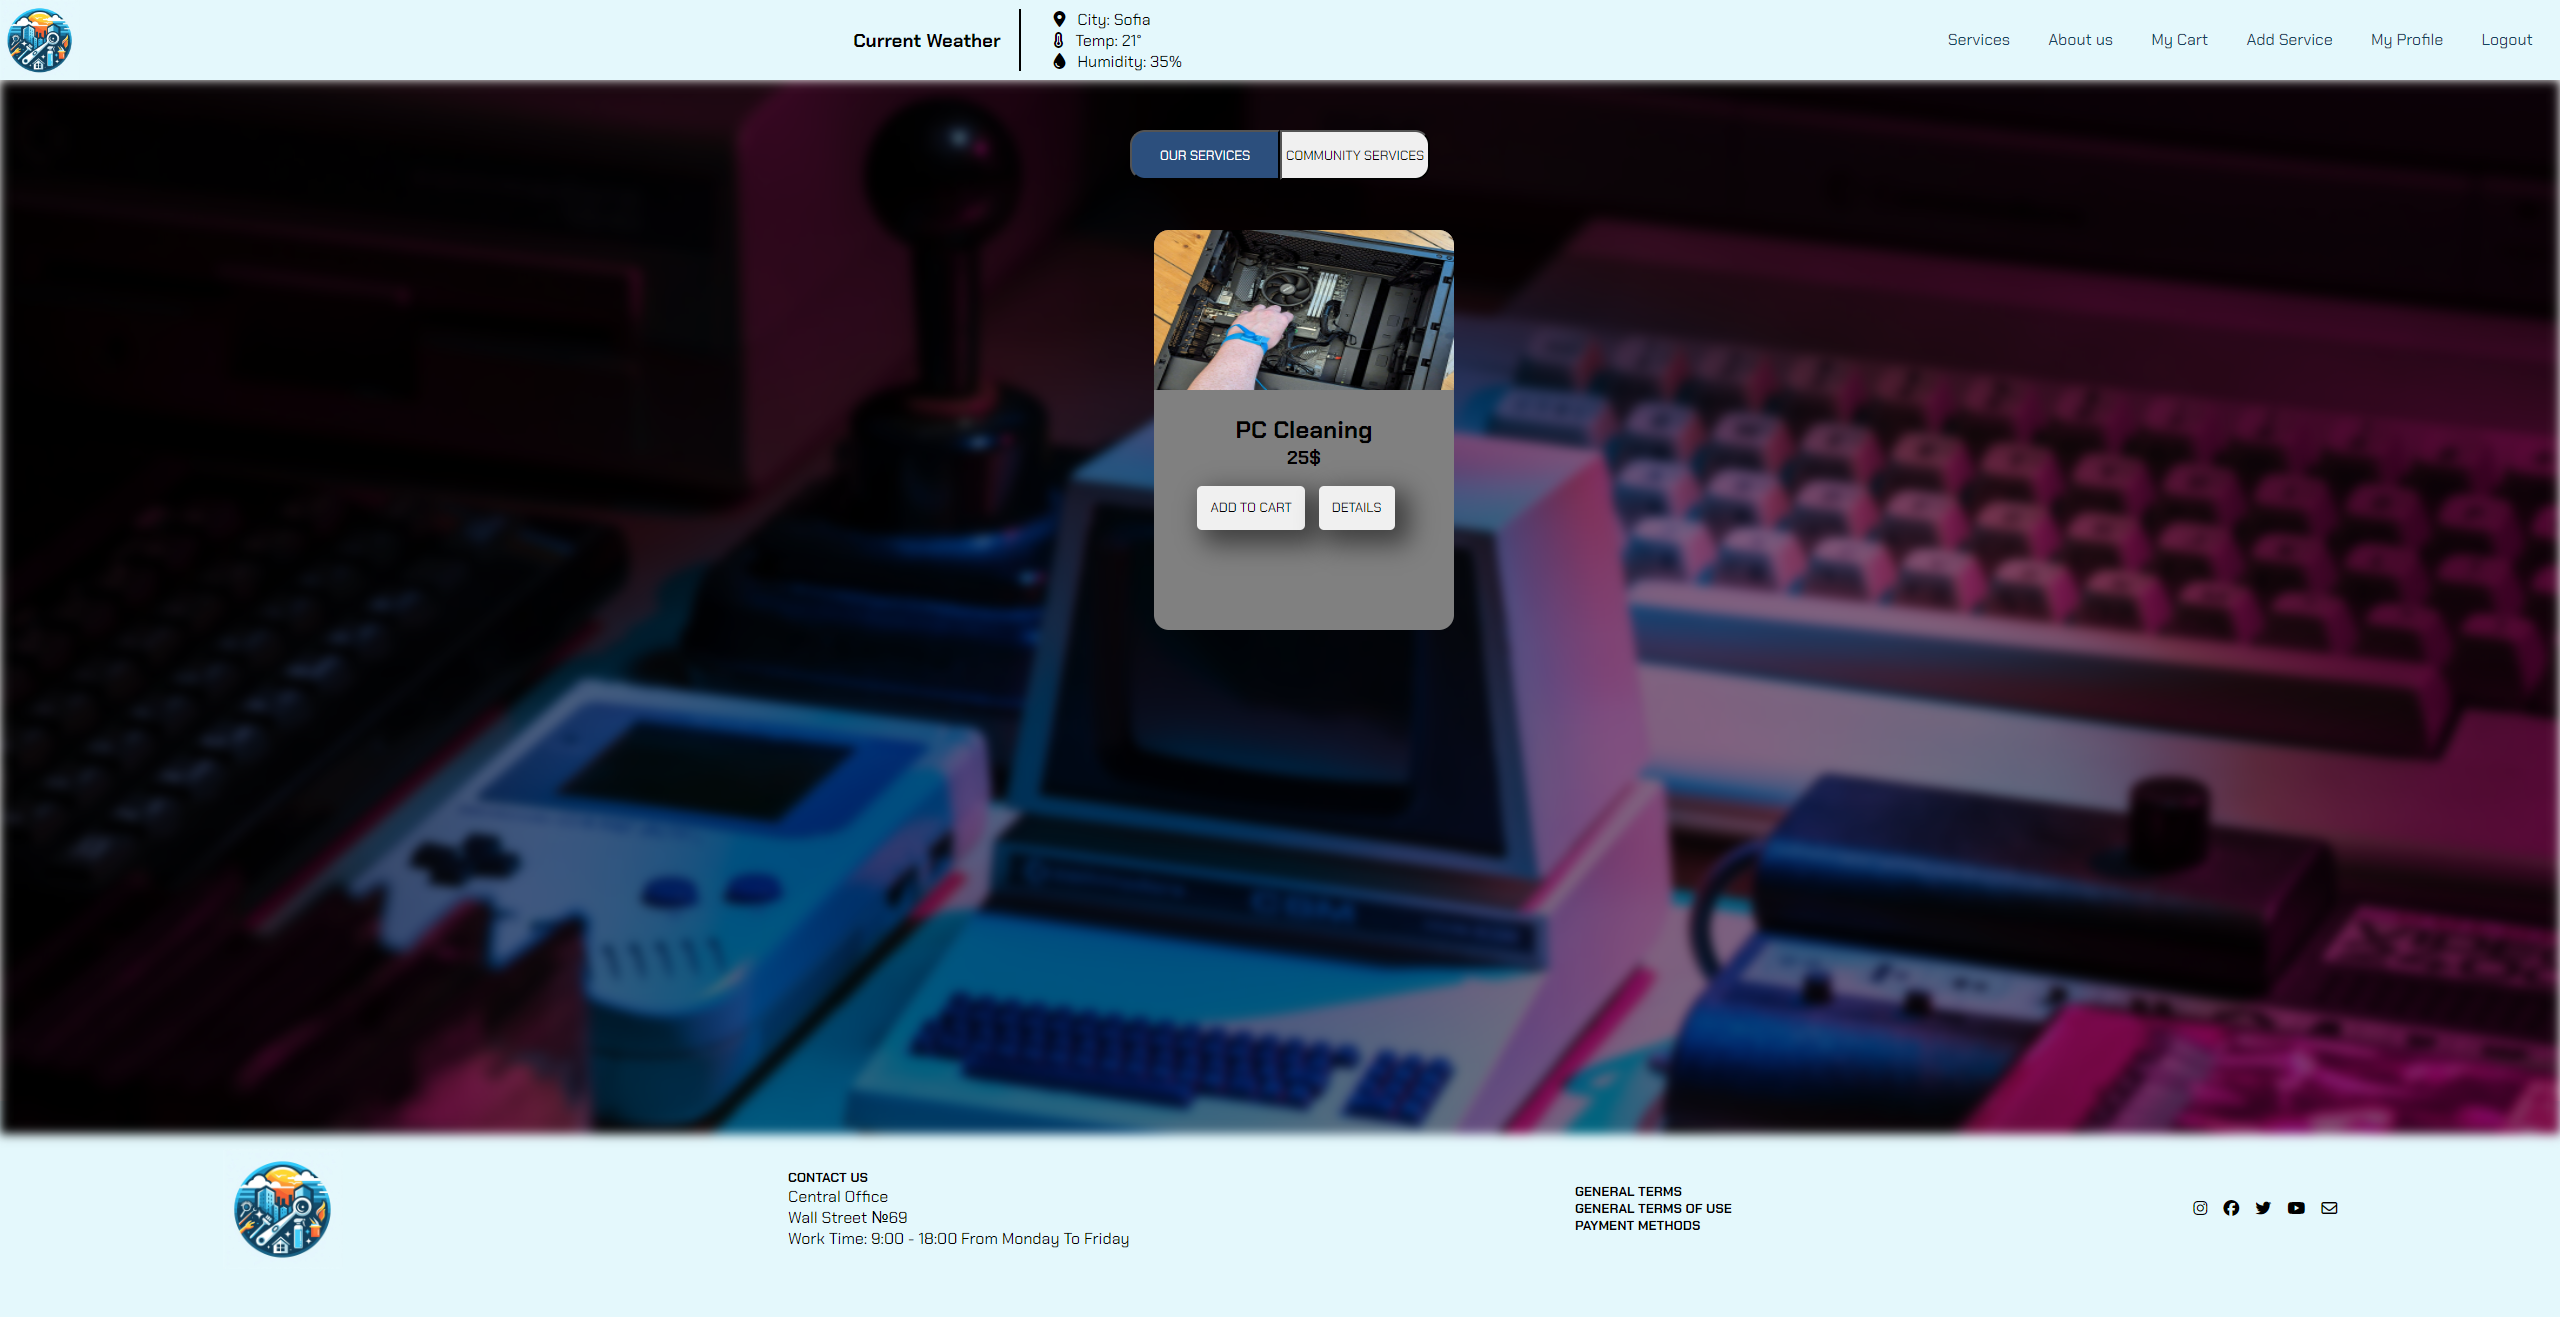 Current Weather
City: Sofia
Temp: 21°
Humidity: 35%
Services
About us
My Cart
Add Service
My Profile
Logout
OUR SERVICES
COMMUNITY SERVICES
PC Cleaning
25$
ADD TO CART
DETAILS
CBM
CONTACT US
Central Office
Wall Street №69
Work Time: 9:00 - 18:00 From Monday To Friday
GENERAL TERMS
GENERAL TERMS OF USE
PAYMENT METHODS